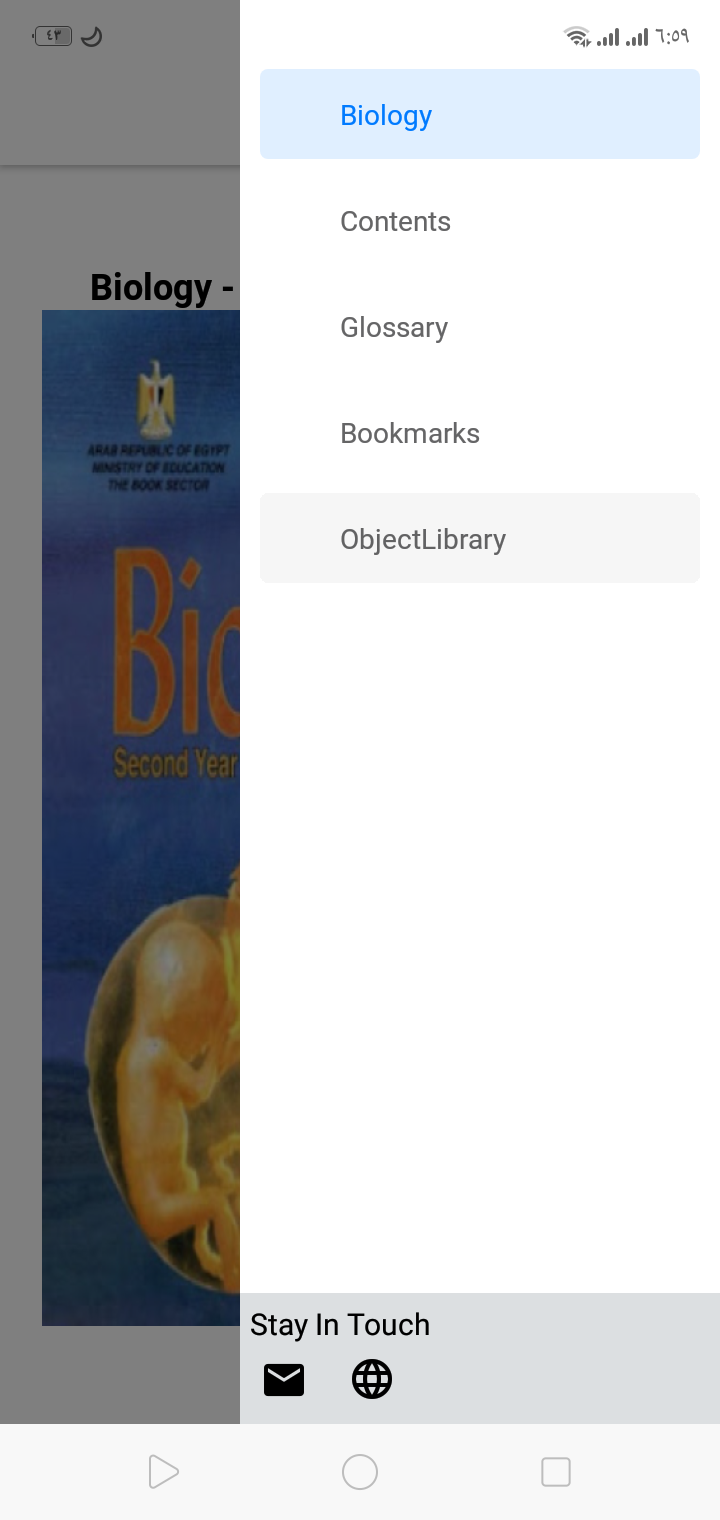 ٤٣
٦:٥٩
Biology
Contents
Glossary
Bookmarks
ObjectLibrary
Biology -
ARAB REPUBLIC OF EGYPT
MINISTRY OF EDUCATION
THE BOOK SECTOR
Bio
Second Year
Stay In Touch